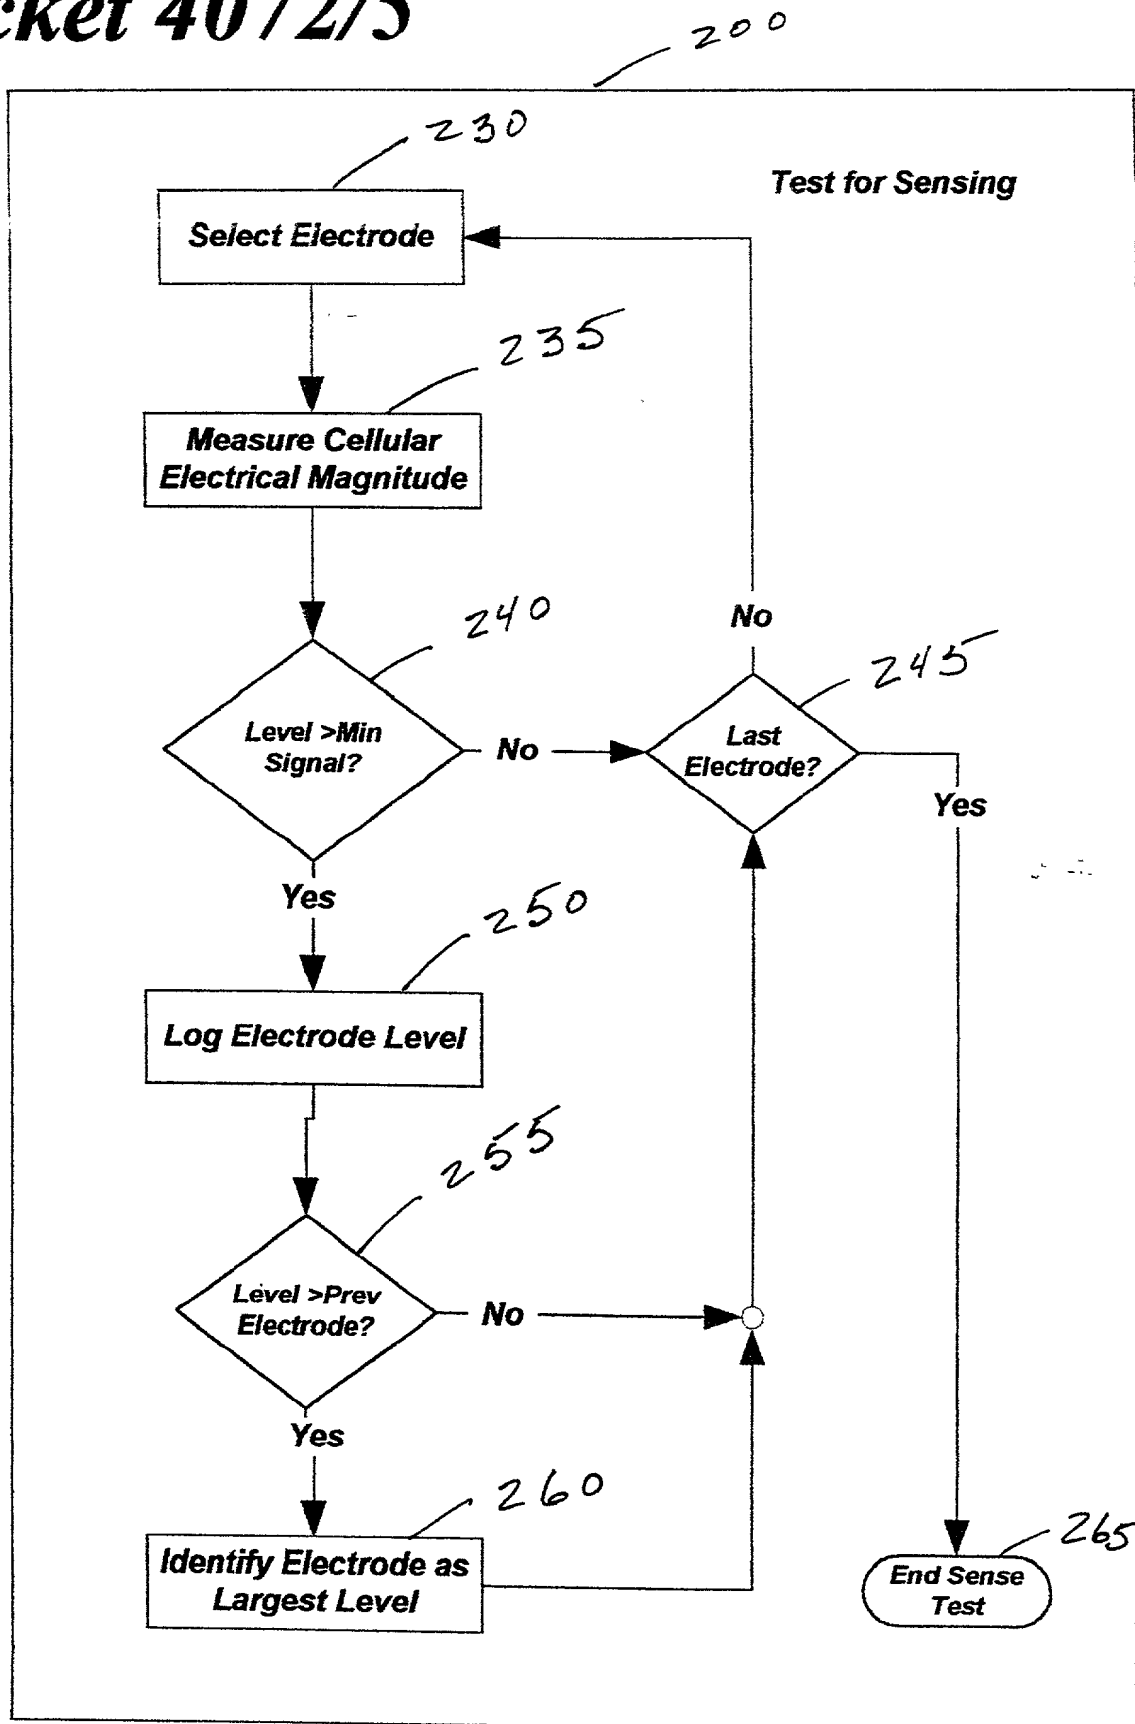 cket 4072/5
200
230
Test for Sensing
Select Electrode
235
Measure Cellular
Electrical Magnitude
240
No
245
Level >Min
Signal?
No
Last
Electrode?
Yes
Yes
250
Log Electrode Level
255
Level >Prev
Electrode?
No
Yes
260
Identify Electrode as
Largest Level
265
End Sense
Test